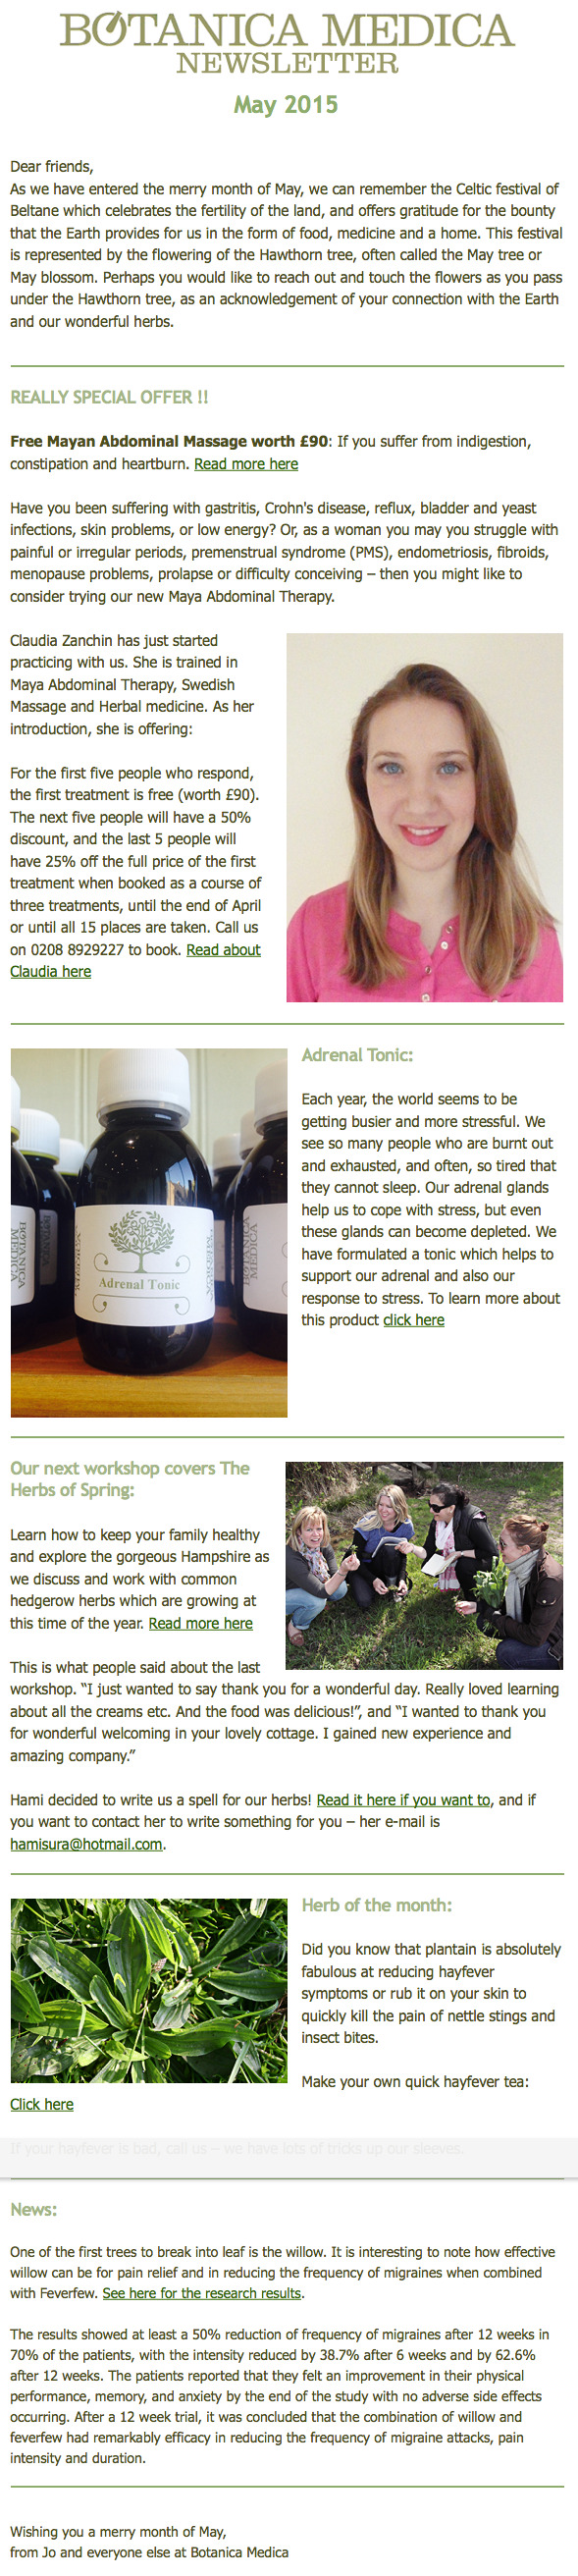 BOTANICA MEDICA
NEWSLETTER
May 2015
Dear friends,
As we have entered the merry month of May, we can remember the Celtic festival of
Beltane which celebrates the fertility of the land, and offers gratitude for the bounty
that the Earth provides for us in the form of food, medicine and a home. This festival
is represented by the flowering of the Hawthorn tree, often called the May tree or
May blossom. Perhaps you would like to reach out and touch the flowers as you pass
under the Hawthorn tree, as an acknowledgement of your connection with the Earth
and our wonderful herbs.
REALLY SPECIAL OFFER !!
Free Mayan Abdominal Massage worth £90: If you suffer from indigestion,
constipation and heartburn. Read more here
Have you been suffering with gastritis, Crohn's disease, reflux, bladder and yeast
infections, skin problems, or low energy? Or, as a woman you may you struggle with
painful or irregular periods, premenstrual syndrome (PMS), endometriosis, fibroids,
menopause problems, prolapse or difficulty conceiving – then you might like to
consider trying our new Maya Abdominal Therapy.
Claudia Zanchin has just started
practicing with us. She is trained in
Maya Abdominal Therapy, Swedish
Massage and Herbal medicine. As her
introduction, she is offering:
For the first five people who respond,
the first treatment is free (worth £90).
The next five people will have a 50%
discount, and the last 5 people will
have 25% off the full price of the first
treatment when booked as a course of
three treatments, until the end of April
or until all 15 places are taken. Call us
on 0208 8929227 to book. Read about
Claudia here
BOTANICA
MEDICA
Adrenal Tonic
BOTANICA
MEDICA
Adrenal Tonic:
Each year, the world seems to be
getting busier and more stressful. We
see so many people who are burnt out
and exhausted, and often, so tired that
they cannot sleep. Our adrenal glands
help us to cope with stress, but even
these glands can become depleted. We
have formulated a tonic which helps to
support our adrenal and also our
response to stress. To learn more about
this product click here
Our next workshop covers The
Herbs of Spring:
Learn how to keep your family healthy
and explore the gorgeous Hampshire as
we discuss and work with common
hedgerow herbs which are growing at
this time of the year. Read more here
This is what people said about the last
workshop. “I just wanted to say thank you for a wonderful day. Really loved learning
about all the creams etc. And the food was delicious!”, and “I wanted to thank you
for wonderful welcoming in your lovely cottage. I gained new experience and
amazing company.”
Hami decided to write us a spell for our herbs! Read it here if you want to, and if
you want to contact her to write something for you – her e-mail is
hamisura@hotmail.com.
Herb of the month:
Did you know that plantain is absolutely
fabulous at reducing hayfever
symptoms or rub it on your skin to
quickly kill the pain of nettle stings and
insect bites.
Make your own quick hayfever tea:
Click here
If your hayfever is bad, call us – we have lots of tricks up our sleeves.
News:
One of the first trees to break into leaf is the willow. It is interesting to note how effective
willow can be for pain relief and in reducing the frequency of migraines when combined
with Feverfew. See here for the research results.
The results showed at least a 50% reduction of frequency of migraines after 12 weeks in
70% of the patients, with the intensity reduced by 38.7% after 6 weeks and by 62.6%
after 12 weeks. The patients reported that they felt an improvement in their physical
performance, memory, and anxiety by the end of the study with no adverse side effects
occurring. After a 12 week trial, it was concluded that the combination of willow and
feverfew had remarkably efficacy in reducing the frequency of migraine attacks, pain
intensity and duration.
Wishing you a merry month of May,
from Jo and everyone else at Botanica Medica